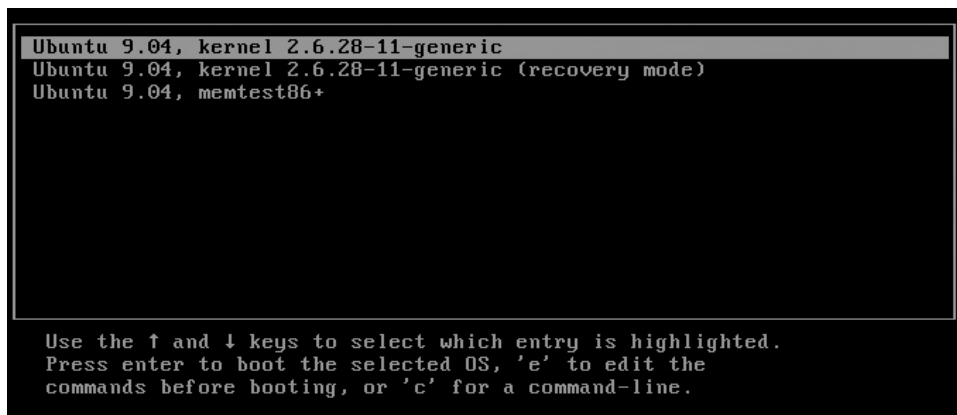 Ubuntu 9.04, kernel 2.6.28-11-generic
Ubuntu 9.04, kernel 2.6.28-11-generic (recovery mode)
Ubuntu 9.04, memtest86+
Use the ↑ and ↓ keys to select which entry is highlighted.
Press enter to boot the selected OS, 'e' to edit the
commands before booting, or 'c' for a command-line.